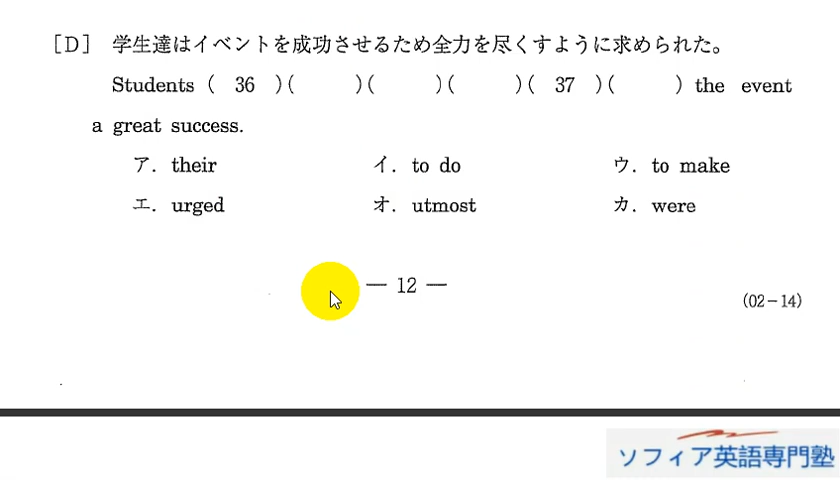 [D] 学生達はイベントを成功させるため全力を尽くすように求められた。
Students ( 36 )( )( )( )( 37 )( ) the event
a great success.
ア. their イ. to do ウ. to make
エ. urged オ. utmost カ. were
― 12 ―
(02-14)
ソフィア英語専門塾